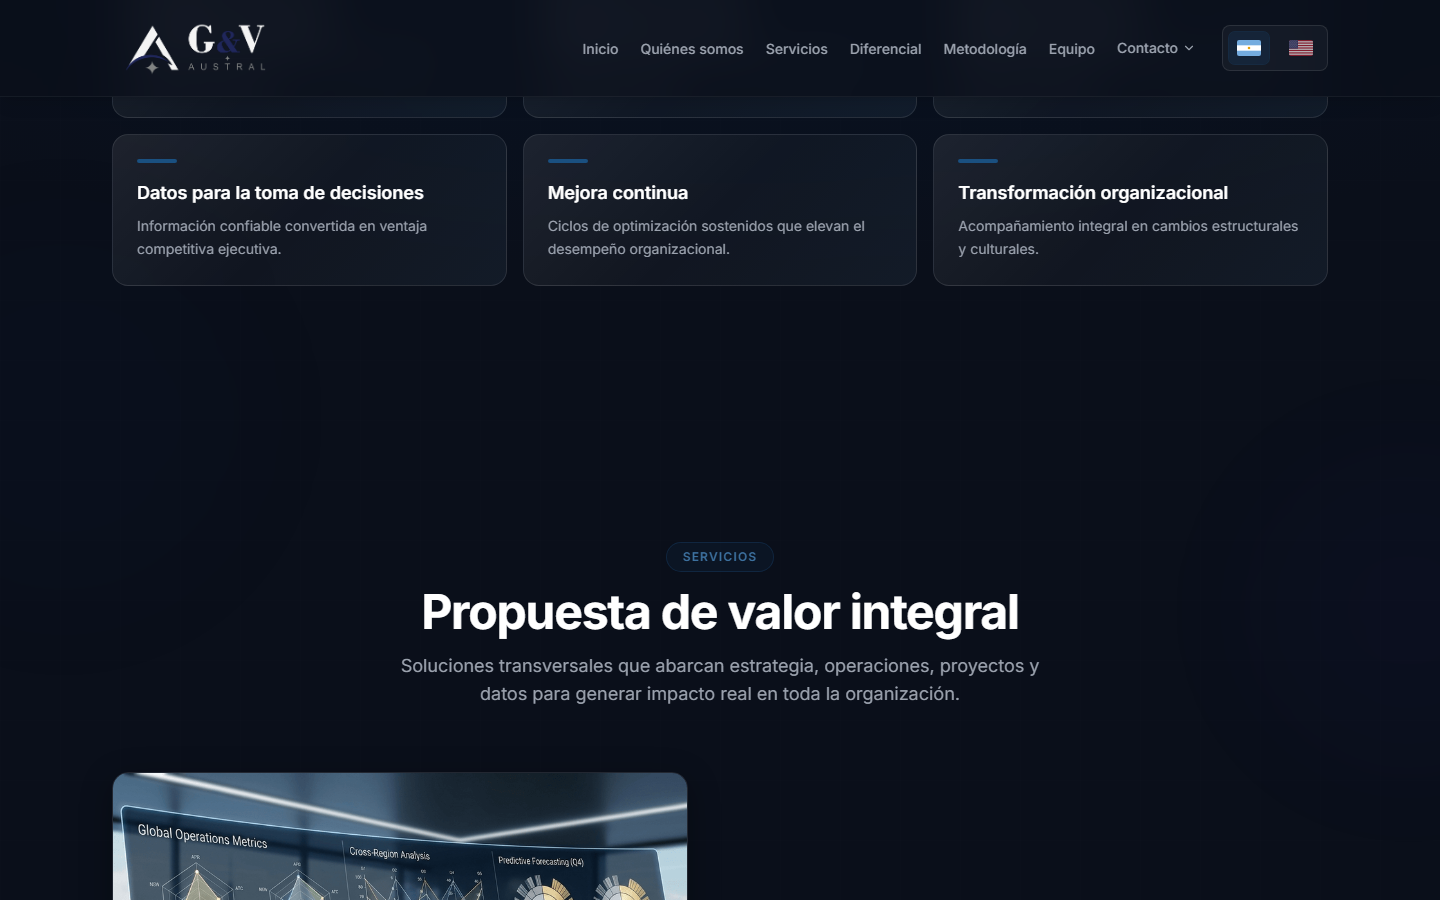 G&V
AUSTRAL
Inicio
Quiénes somos
Servicios
Diferencial
Metodología
Equipo
Contacto
Datos para la toma de decisiones
Información confiable convertida en ventaja
competitiva ejecutiva.
Mejora continua
Ciclos de optimización sostenidos que elevan el
desempeño organizacional.
Transformación organizacional
Acompañamiento integral en cambios estructurales
y culturales.
SERVICIOS
Propuesta de valor integral
Soluciones transversales que abarcan estrategia, operaciones, proyectos y
datos para generar impacto real en toda la organización.
Global Operations Metrics
Cross-Region Analysis
Predictive Forecasting (Q4)